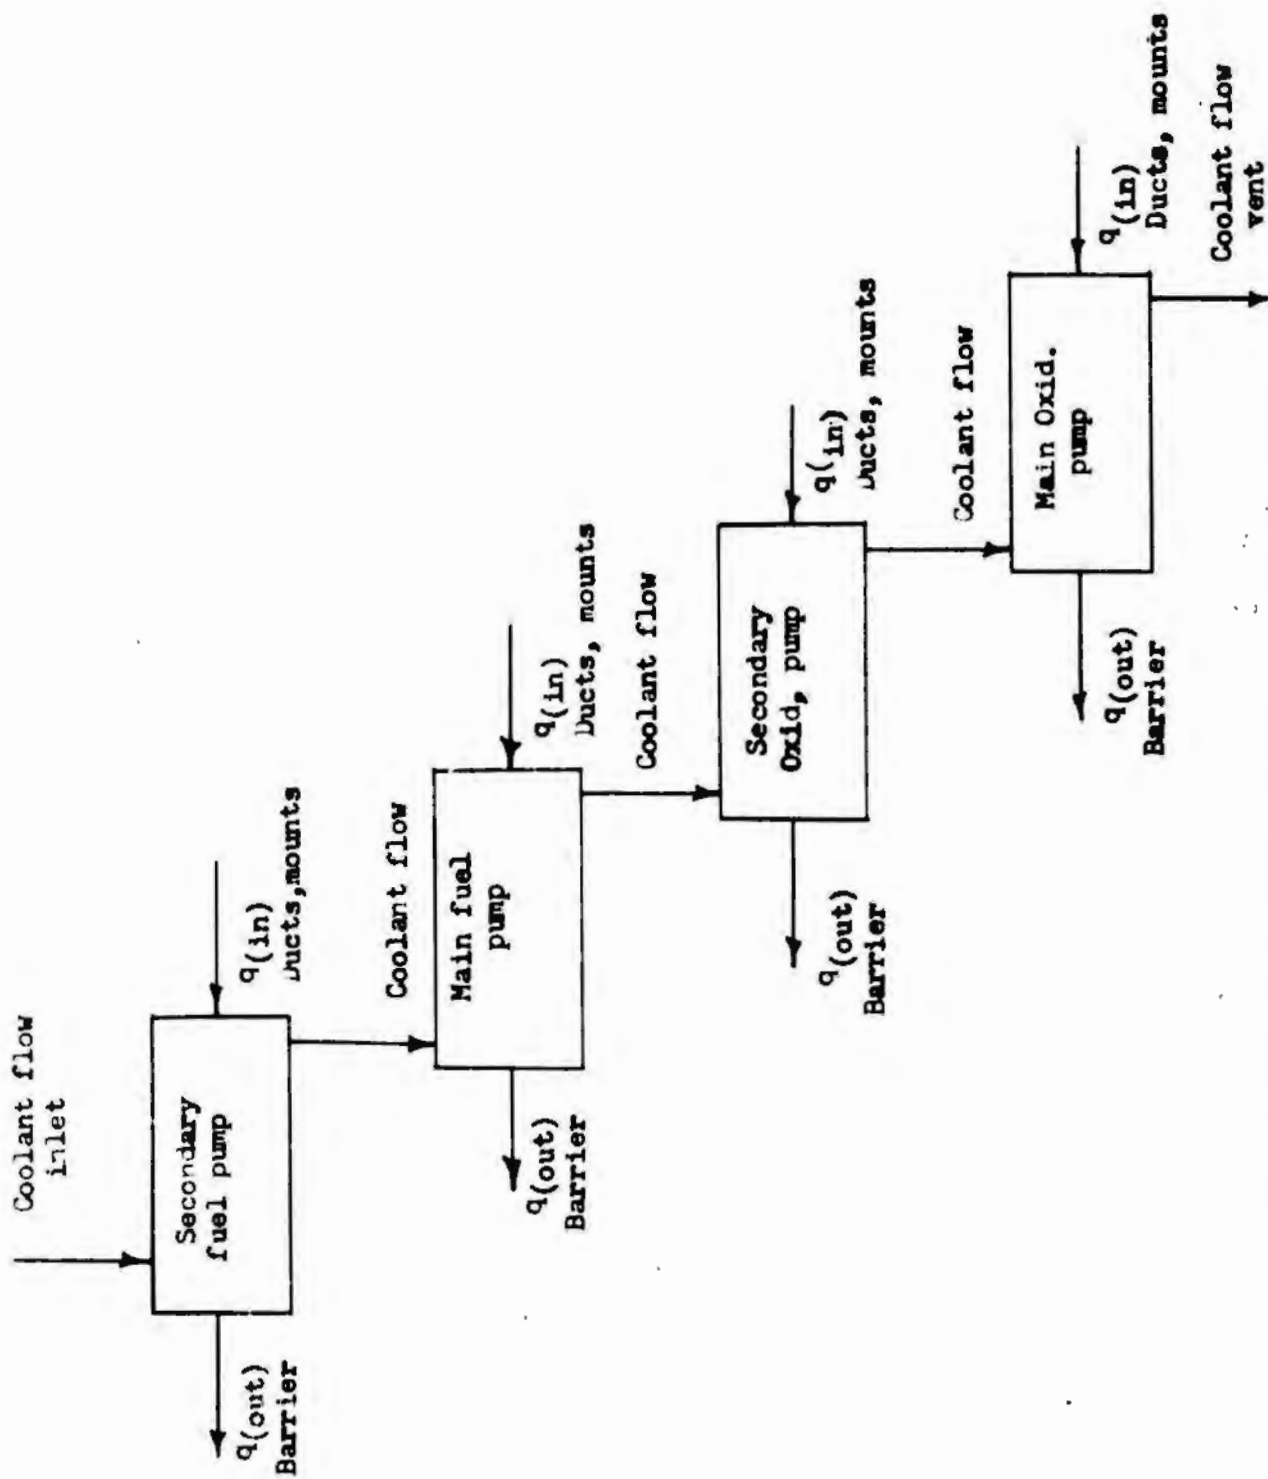 Coolant flow
inlet
Secondary
fuel pump
q(out)
Barrier
q(in)
Ducts,mounts
Coolant flow
Main fuel
pump
q(out)
Barrier
q(in)
Ducts, mounts
Coolant flow
Secondary
Oxid, pump
q(out)
Barrier
q(in)
Ducts, mounts
Coolant flow
Main Oxid.
pump
q(out)
Barrier
q(in)
Ducts, mounts
Coolant flow
vent